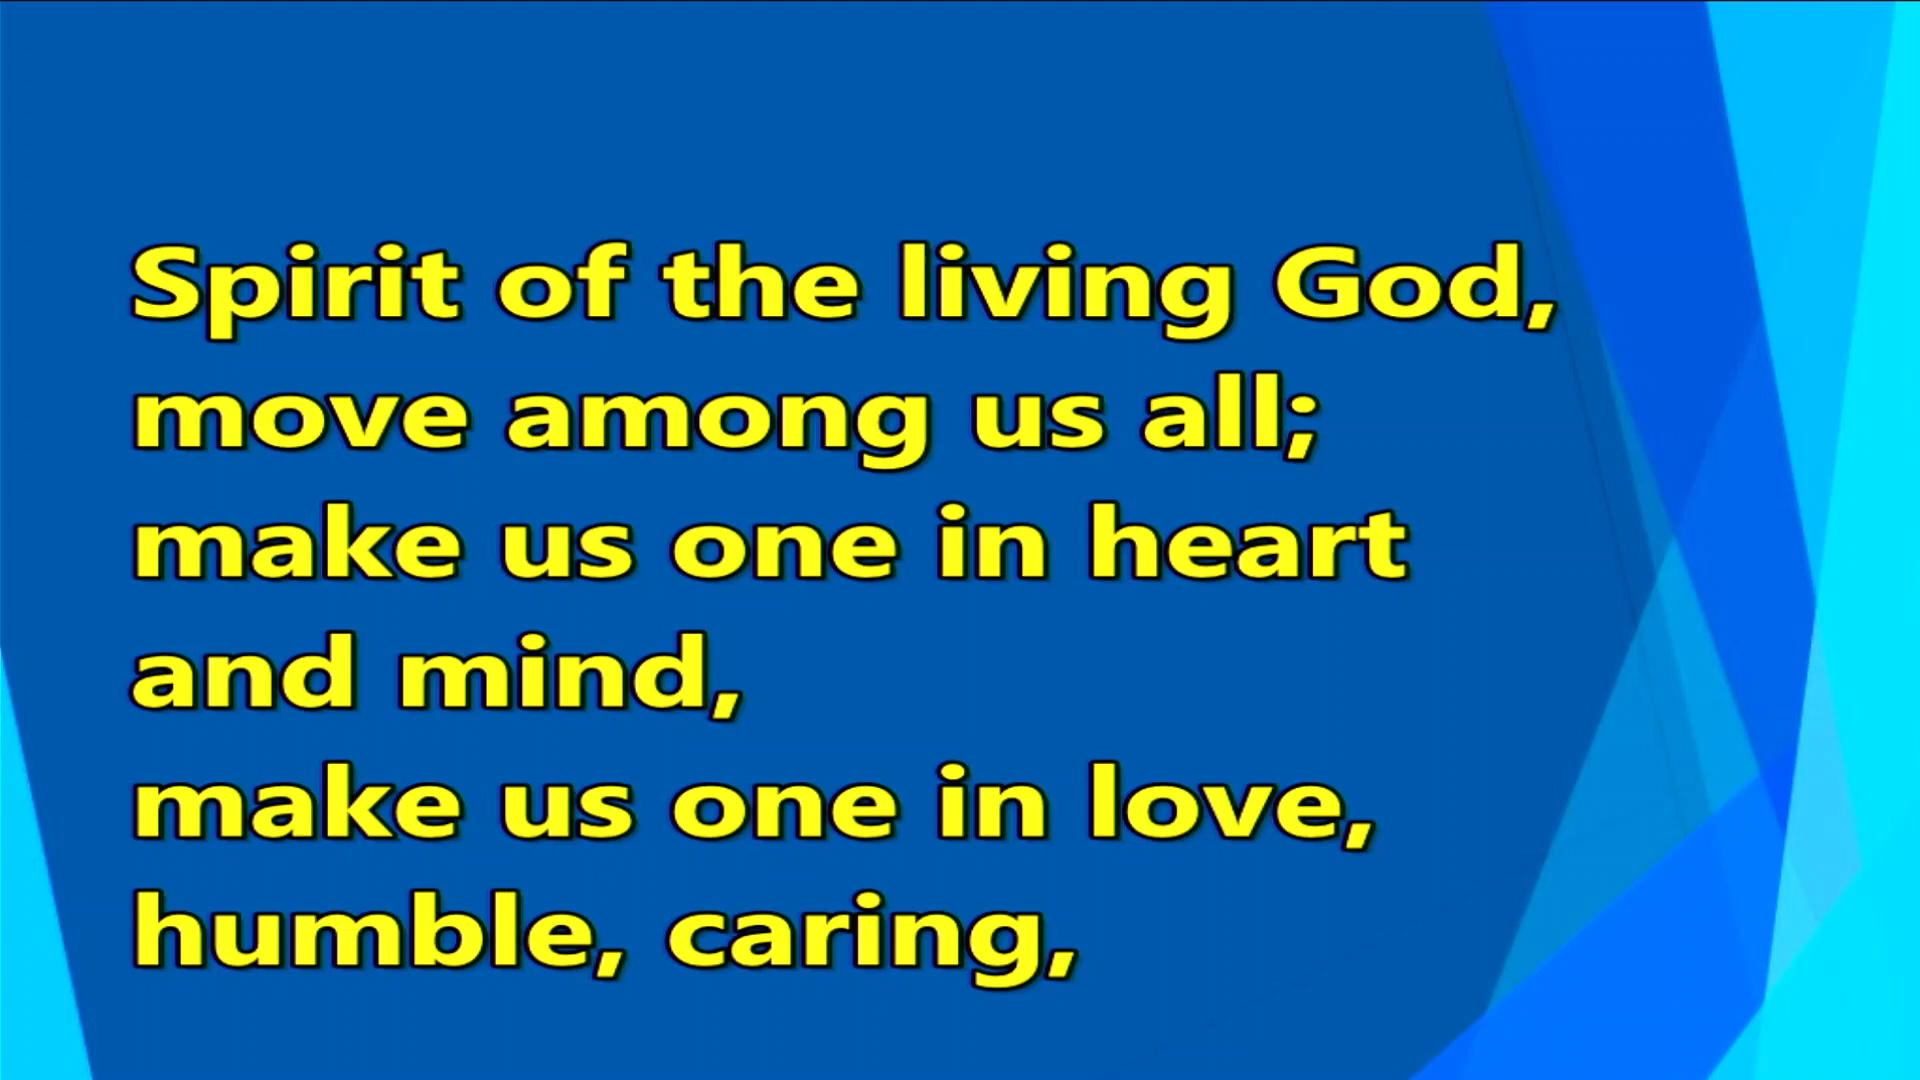 Spirit of the living God,
move among us all;
make us one in heart
and mind,
make us one in love,
humble, caring,